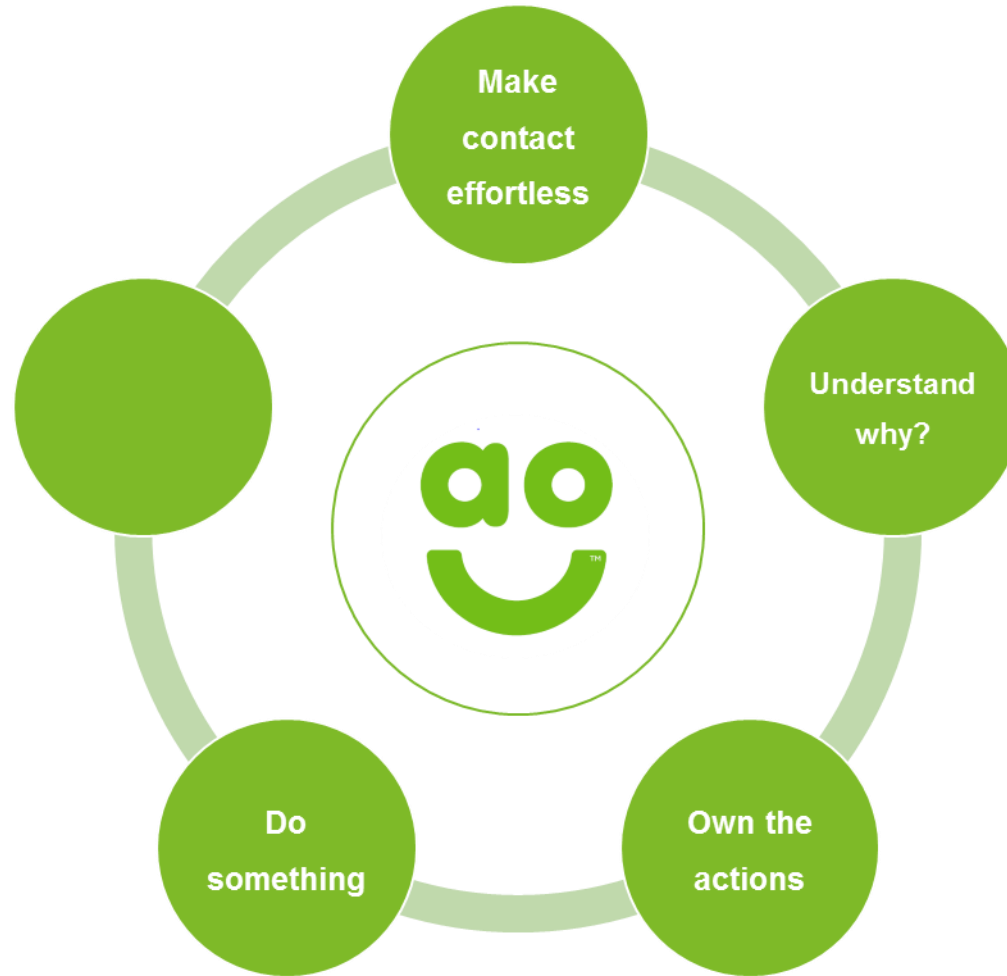 Make
contact
effortless
Understand
why?
ao
TM
Do
something
Own the
actions